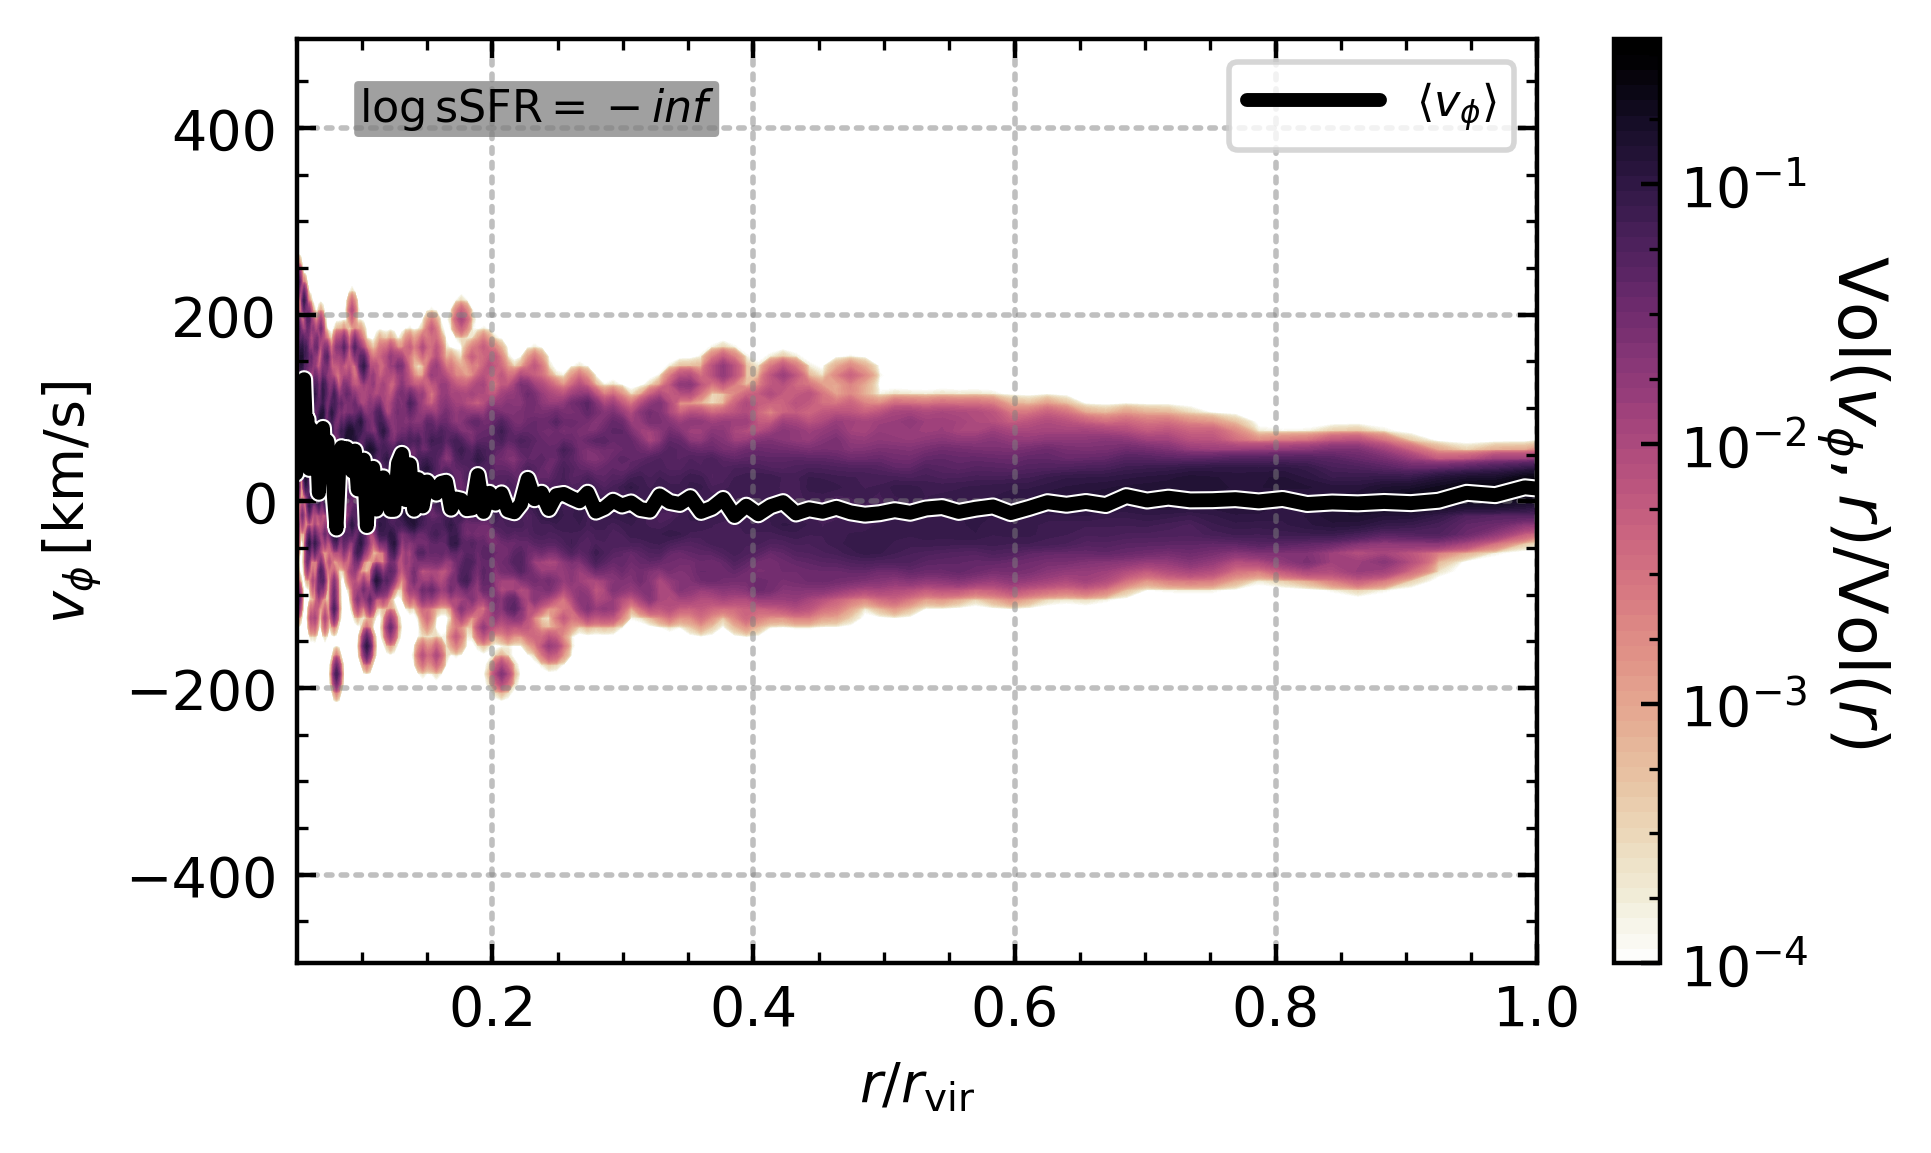 log sSFR = −inf
⟨v_ϕ⟩
400
200
0
−200
−400
v_ϕ [km/s]
0.2 0.4 0.6 0.8 1.0
r/r_vir
10⁻¹
10⁻²
10⁻³
10⁻⁴
Vol(v_ϕ, r)/Vol(r)